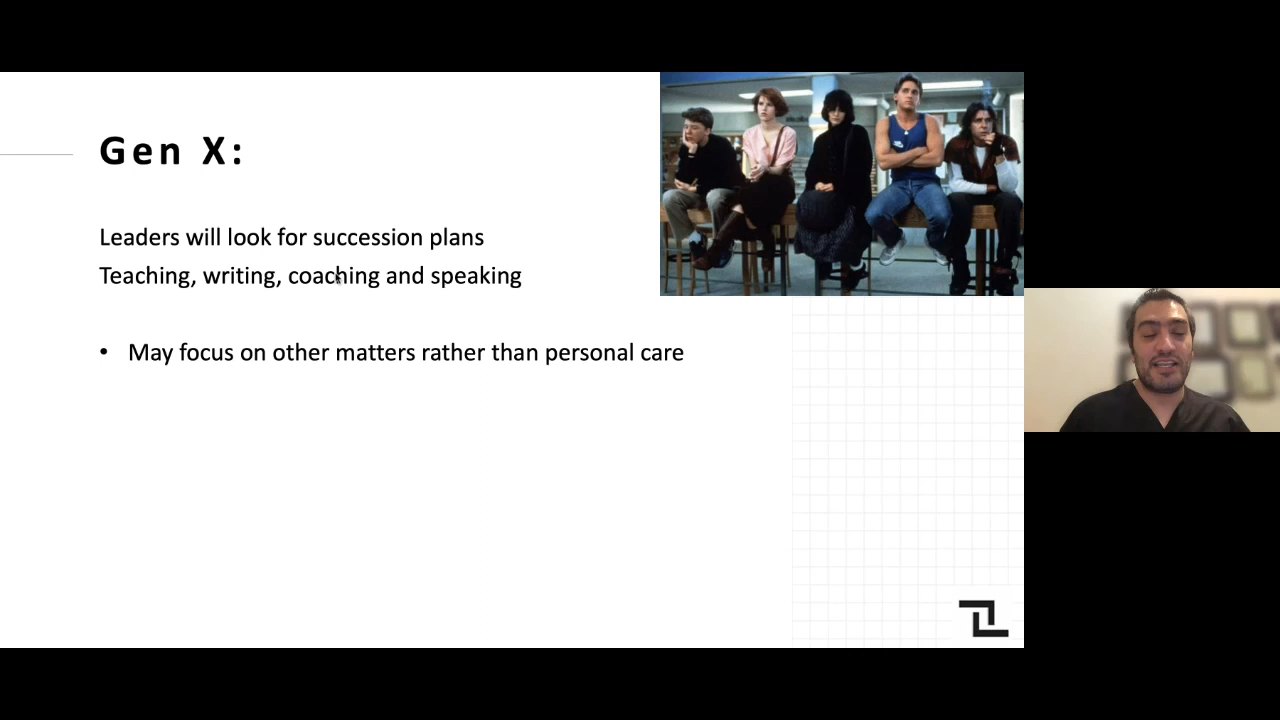 Gen X:
Leaders will look for succession plans
Teaching, writing, coaching and speaking
• May focus on other matters rather than personal care